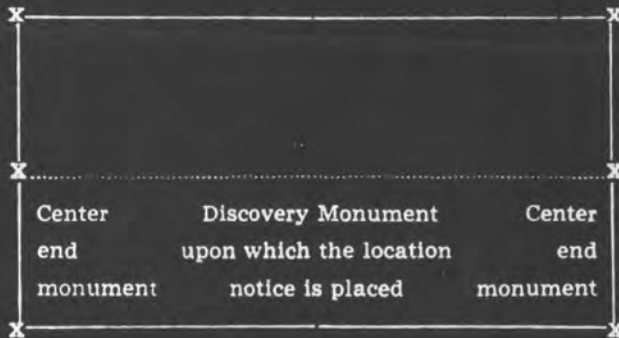 X X
X X
Center Discovery Monument Center
end upon which the location end
monument notice is placed monument
X X